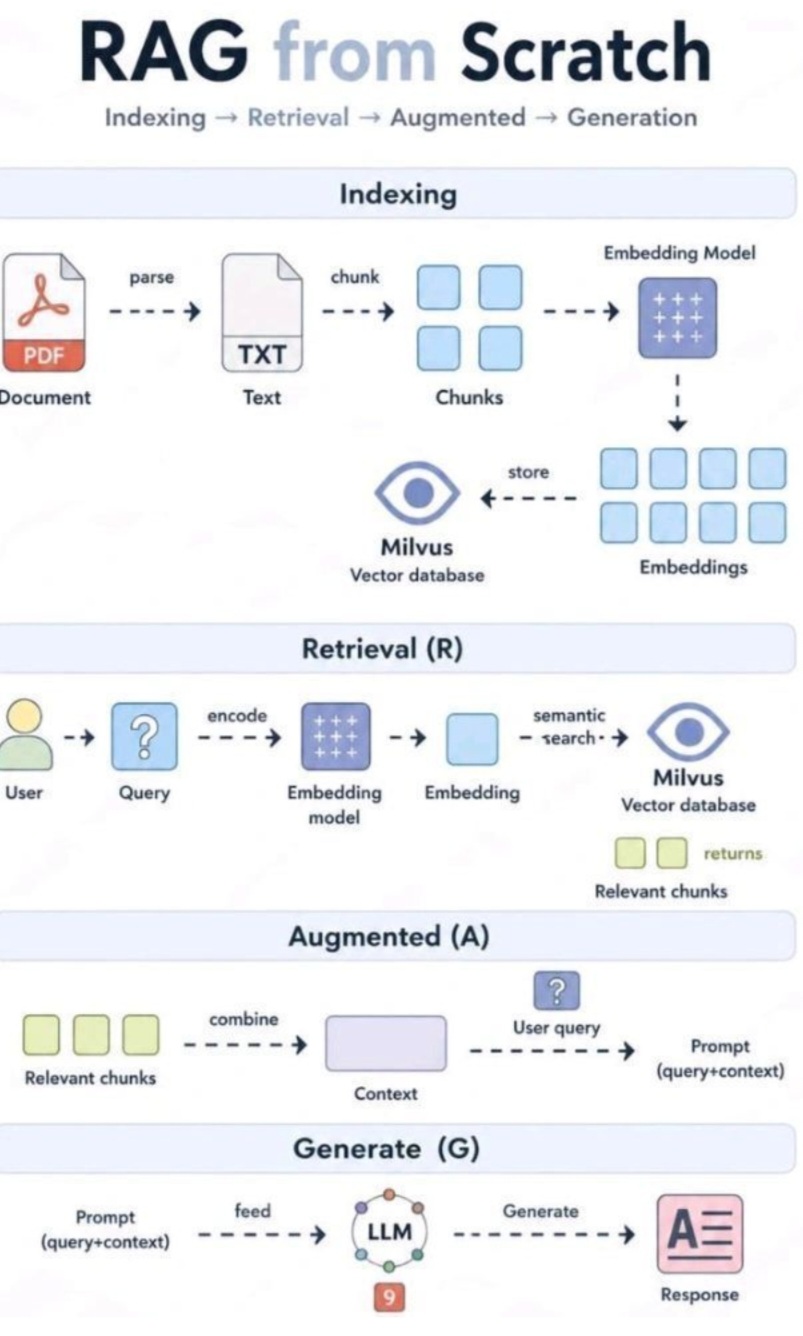 RAG from Scratch
Indexing → Retrieval → Augmented → Generation
Indexing
Embedding Model
parse
chunk
PDF
TXT
Document
Text
Chunks
store
Milvus
Vector database
Embeddings
Retrieval (R)
encode
semantic
search
?
User
Query
Embedding
model
Embedding
Milvus
Vector database
returns
Relevant chunks
Augmented (A)
?
combine
User query
Relevant chunks
Context
Prompt
(query+context)
Generate (G)
Prompt
(query+context)
feed
LLM
Generate
A
9
Response